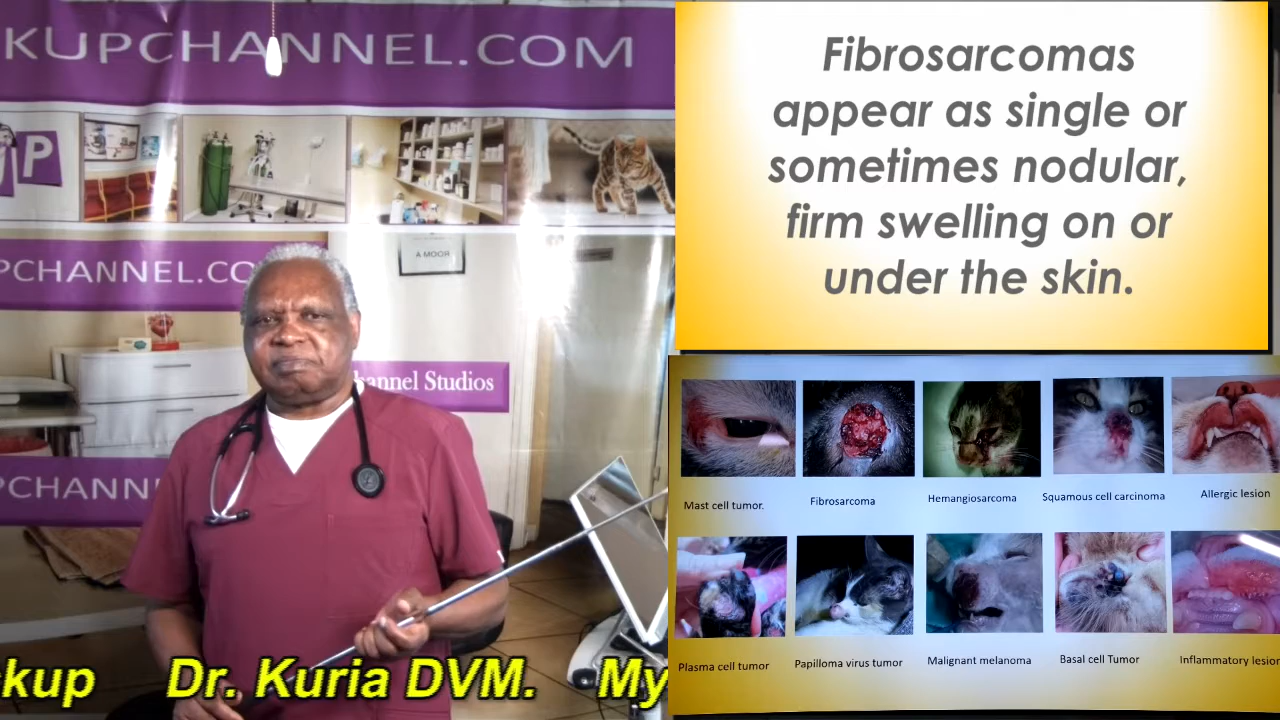 KUPCHANNEL.COM
P
A-MOOR
PCHANNEL.CO
hannel Studios
PCHANN
kup Dr. Kuria DVM. My
Fibrosarcomas
appear as single or
sometimes nodular,
firm swelling on or
under the skin.
Mast cell tumor.
Fibrosarcoma
Hemangiosarcoma
Squamous cell carcinoma
Allergic lesion
Plasma cell tumor
Papilloma virus tumor
Malignant melanoma
Basal cell Tumor
Inflammatory lesion